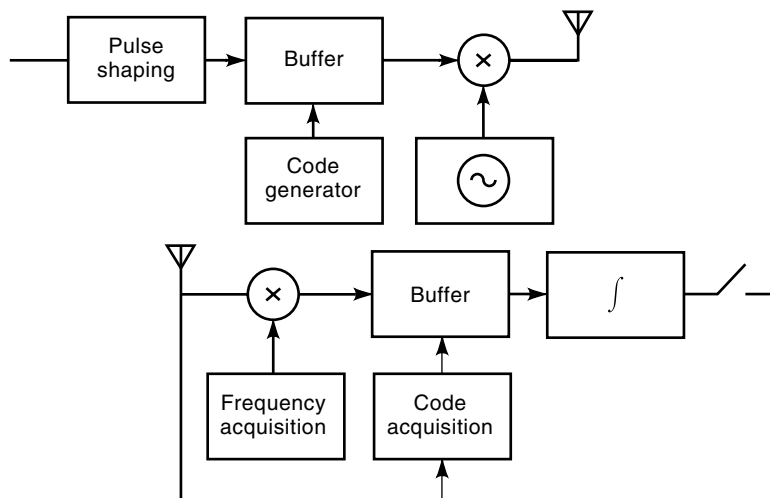 Pulse
shaping
Buffer
×
Code
generator
×
Buffer
∫
Frequency
acquisition
Code
acquisition